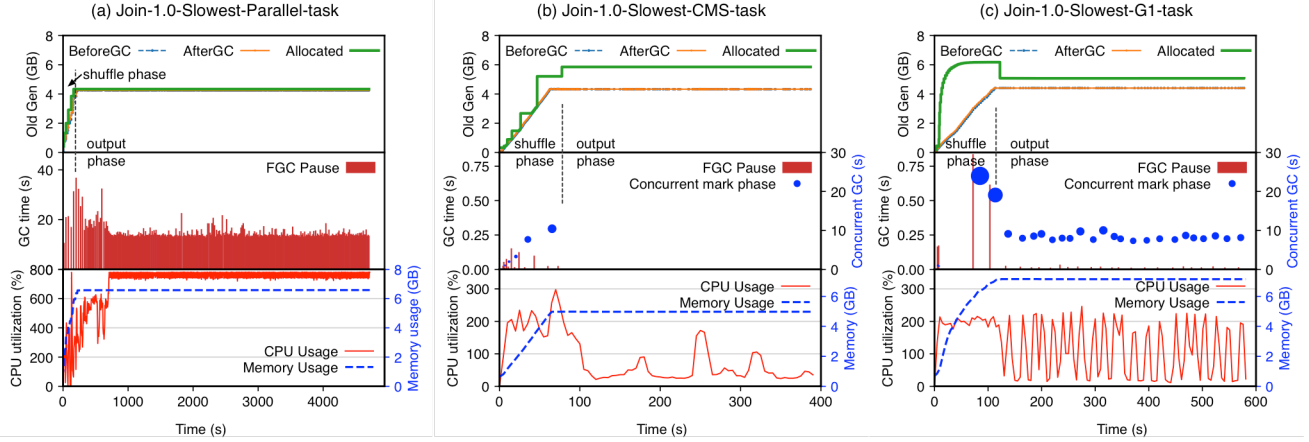 (a) Join-1.0-Slowest-Parallel-task
8
6
4
2
0
Old Gen (GB)
BeforeGC
AfterGC
Allocated
shuffle phase
output
phase
40
20
GC time (s)
FGC Pause
800
600
400
200
0
CPU utilization (%)
8
6
4
2
0
Memory usage (GB)
CPU Usage
Memory Usage
0
1000
2000
3000
4000
Time (s)
(b) Join-1.0-Slowest-CMS-task
8
6
4
2
0
Old Gen (GB)
BeforeGC
AfterGC
Allocated
shuffle
phase
output
phase
0.75
0.50
0.25
0.00
GC time (s)
FGC Pause
Concurrent mark phase
30
20
10
0
Concurrent GC (s)
300
200
100
0
CPU utilization (%)
CPU Usage
Memory Usage
6
4
2
0
Memory (GB)
0
100
200
300
400
Time (s)
(c) Join-1.0-Slowest-G1-task
8
6
4
2
0
Old Gen (GB)
BeforeGC
AfterGC
Allocated
shuffle
phase
output
phase
0.75
0.50
0.25
0.00
GC time (s)
FGC Pause
Concurrent mark phase
30
20
10
0
Concurrent GC (s)
300
200
100
0
CPU utilization (%)
CPU Usage
Memory Usage
6
4
2
0
Memory (GB)
0
100
200
300
400
500
600
Time (s)